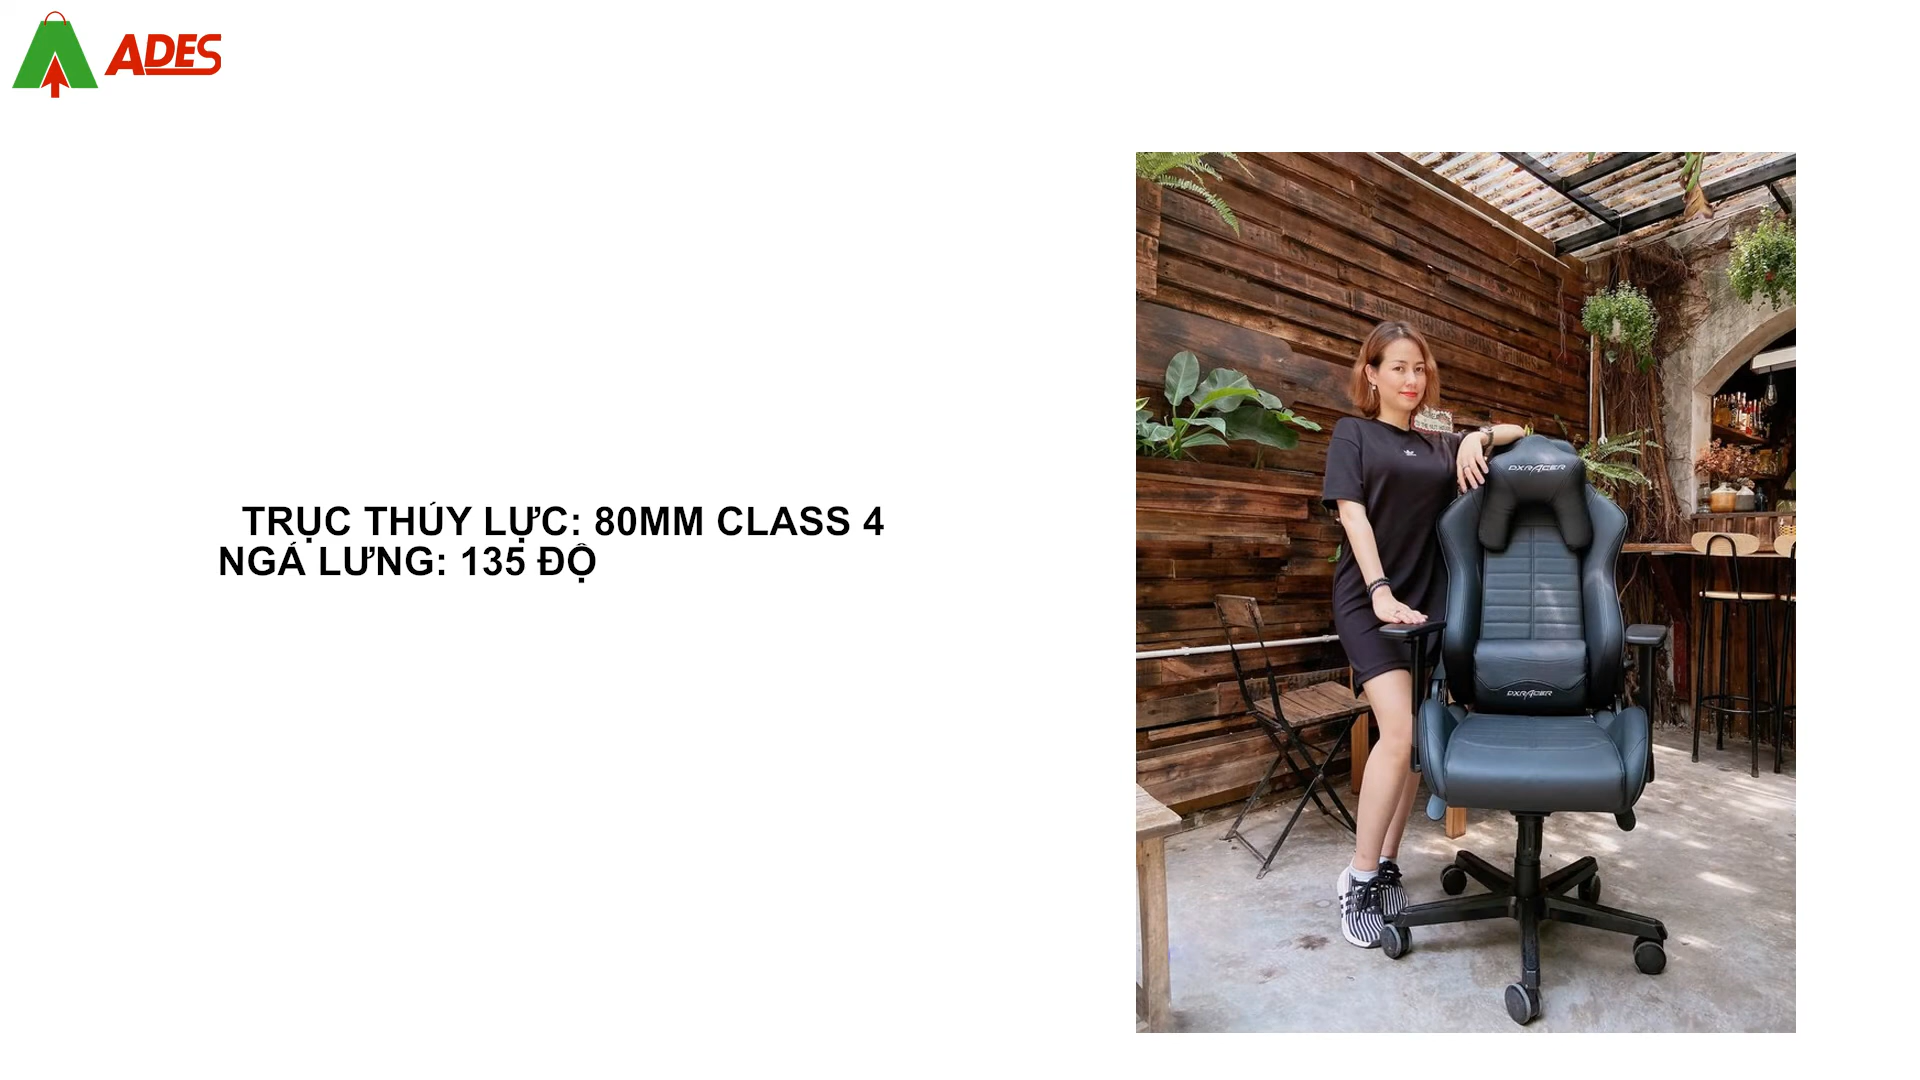 ADES
TRỤC THỦY LỰC: 80MM CLASS 4
NGẢ LƯNG: 135 ĐỘ
DXRACER
DXRACER